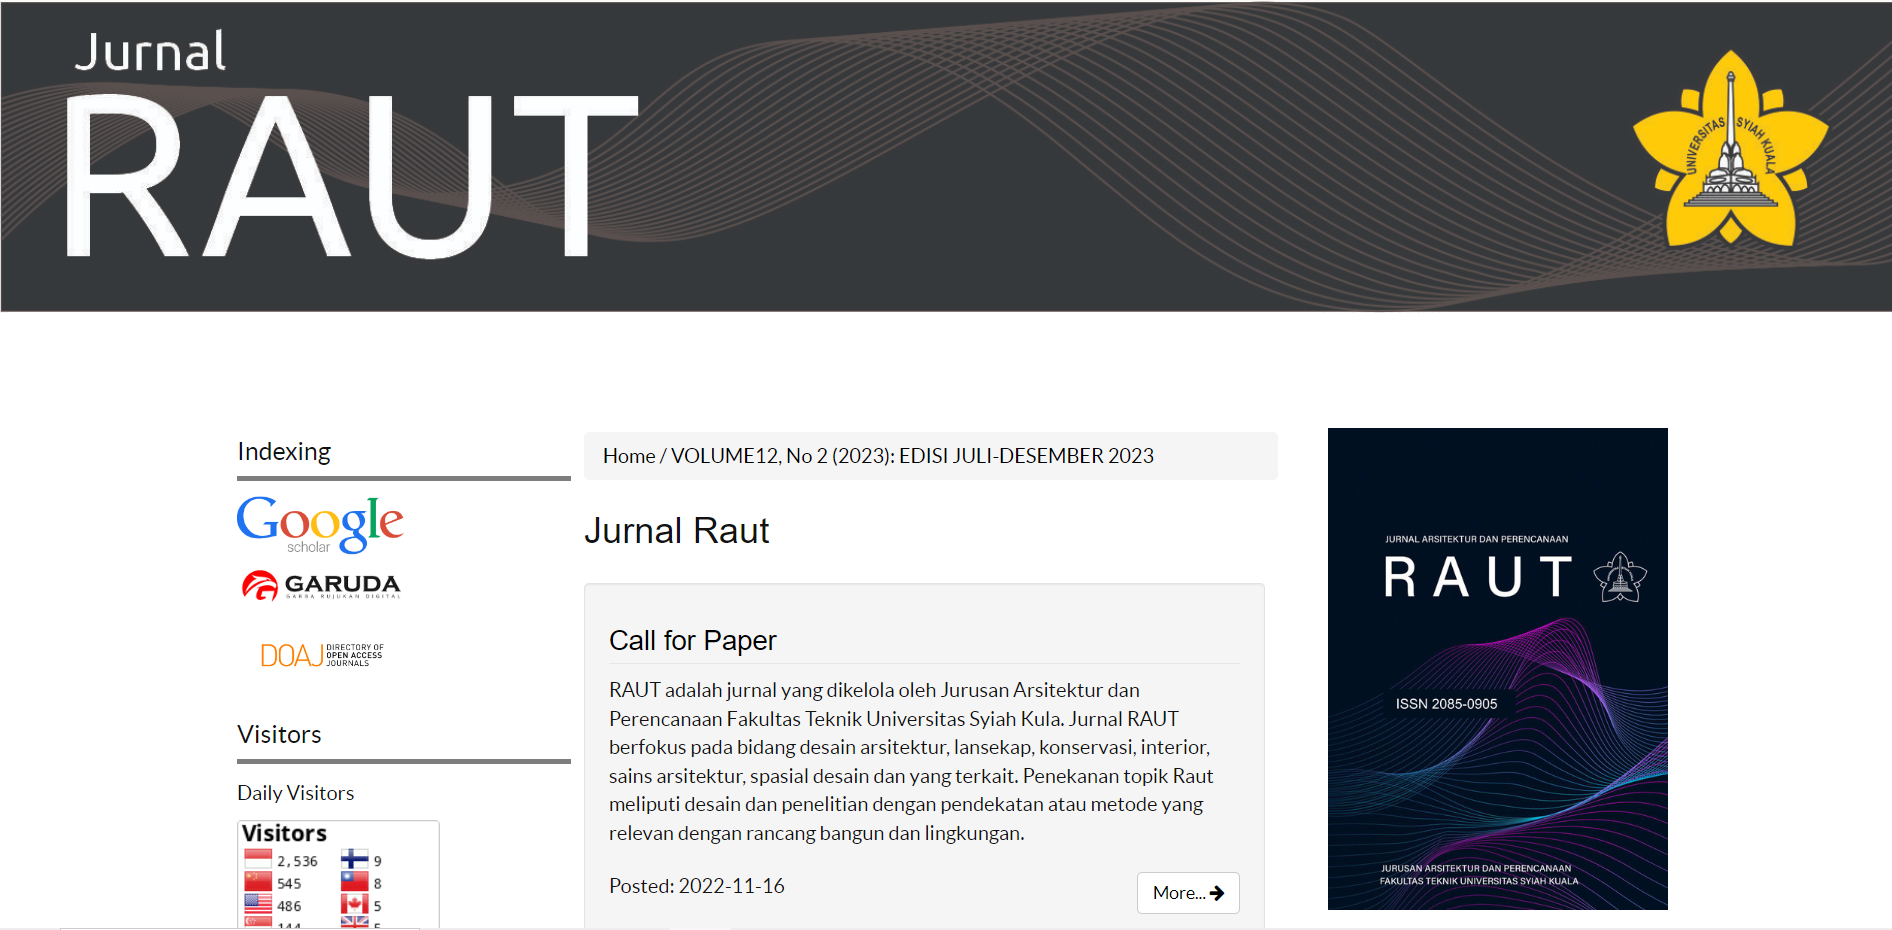 Jurnal
RAUT
UNIVERSITAS SYIAH KUALA
Indexing
Google
scholar
GARUDA
GARBA RUJUKAN DIGITAL
DOAJ DIRECTORY OF
OPEN ACCESS
JOURNALS
Visitors
Daily Visitors
Visitors
2,536 9
545 8
486 5
144 5
Home / VOLUME12, No 2 (2023): EDISI JULI-DESEMBER 2023
Jurnal Raut
Call for Paper
RAUT adalah jurnal yang dikelola oleh Jurusan Arsitektur dan
Perencanaan Fakultas Teknik Universitas Syiah Kula. Jurnal RAUT
berfokus pada bidang desain arsitektur, lansekap, konservasi, interior,
sains arsitektur, spasial desain dan yang terkait. Penekanan topik Raut
meliputi desain dan penelitian dengan pendekatan atau metode yang
relevan dengan rancang bangun dan lingkungan.
Posted: 2022-11-16
More...
JURNAL ARSITEKTUR DAN PERENCANAAN
RAUT
ISSN 2085-0905
JURUSAN ARSITEKTUR DAN PERENCANAAN
FAKULTAS TEKNIK UNIVERSITAS SYIAH KUALA